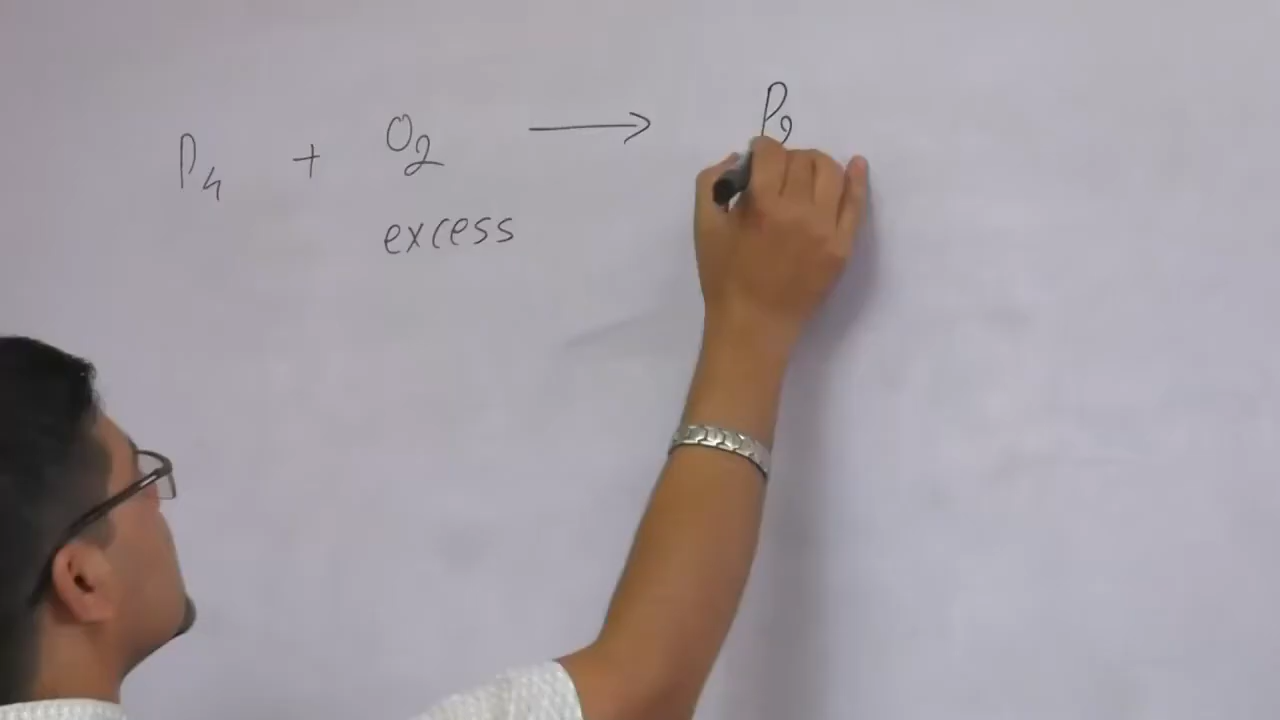 P₄ + O₂ ⟶ P₂
excess